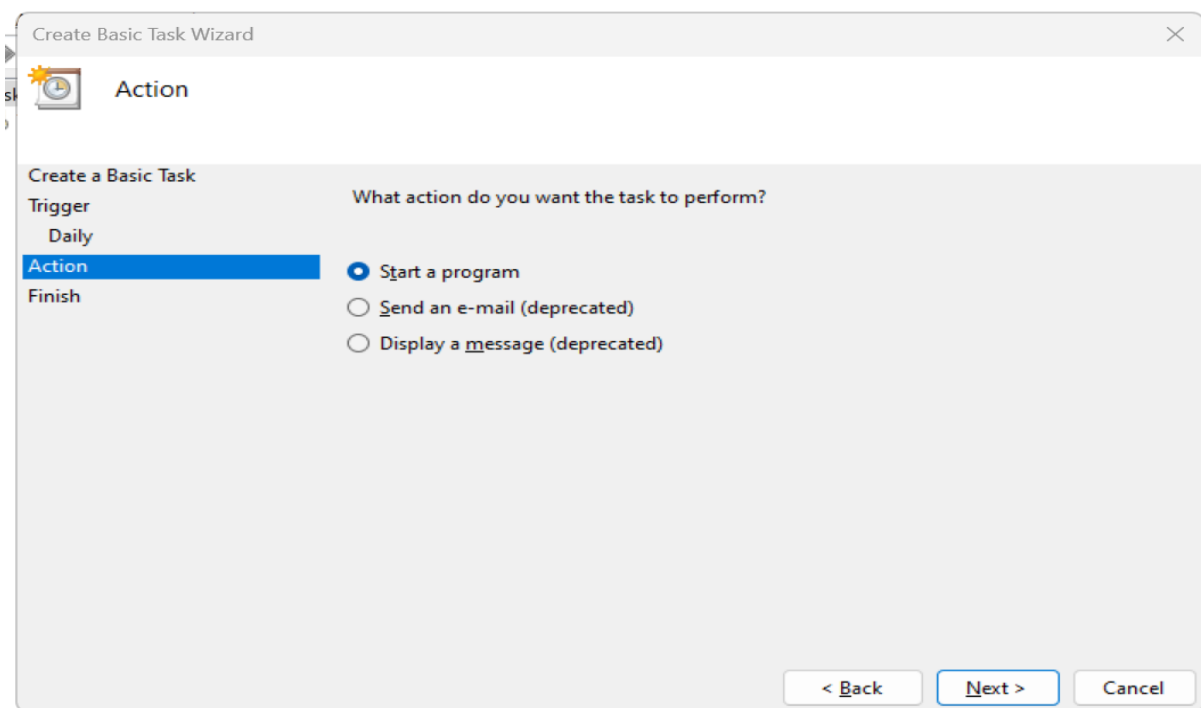 Create Basic Task Wizard
Action
Create a Basic Task
Trigger
Daily
Action
Finish
What action do you want the task to perform?
Start a program
Send an e-mail (deprecated)
Display a message (deprecated)
< Back
Next >
Cancel